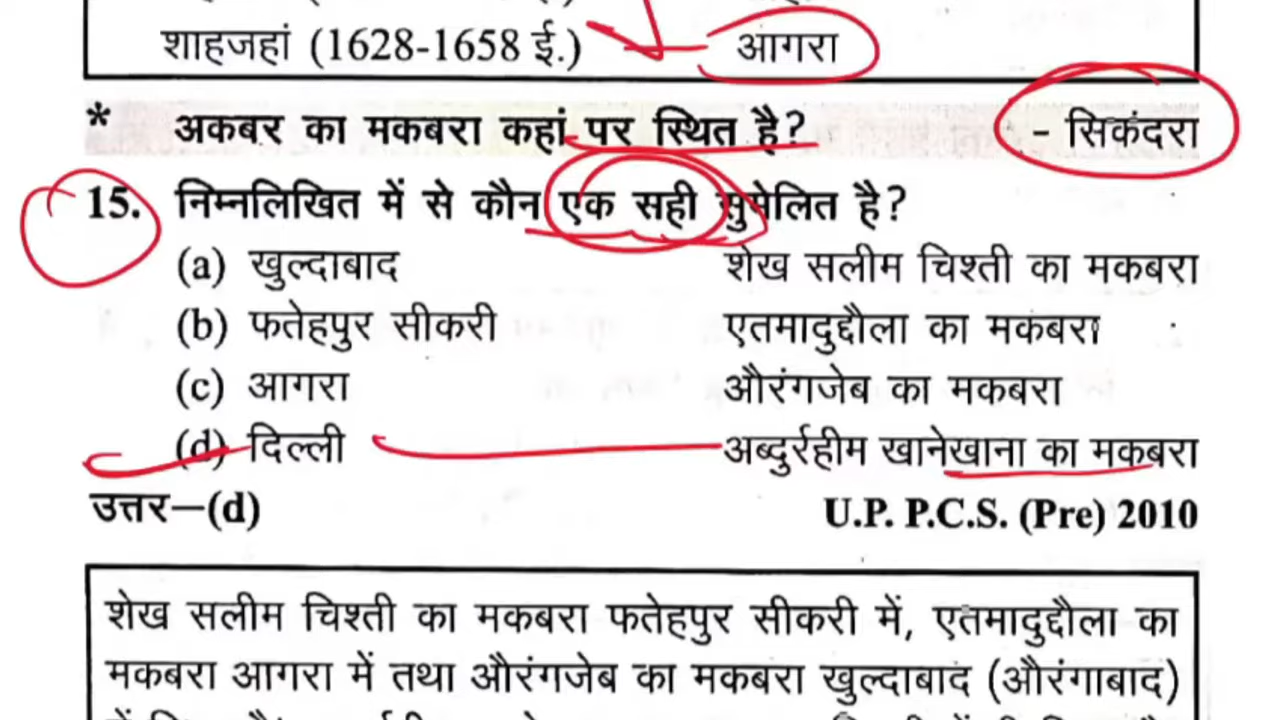 शाहजहां (1628-1658 ई.) आगरा
* अकबर का मकबरा कहां पर स्थित है? - सिकंदरा
15. निम्नलिखित में से कौन एक सही सुमेलित है?
(a) खुल्दाबाद शेख सलीम चिश्ती का मकबरा
(b) फतेहपुर सीकरी एतमादुद्दौला का मकबरा
(c) आगरा औरंगजेब का मकबरा
(d) दिल्ली अब्दुर्रहीम खानेखाना का मकबरा
उत्तर—(d) U.P. P.C.S. (Pre) 2010
शेख सलीम चिश्ती का मकबरा फतेहपुर सीकरी में, एतमादुद्दौला का
मकबरा आगरा में तथा औरंगजेब का मकबरा खुल्दाबाद (औरंगाबाद)